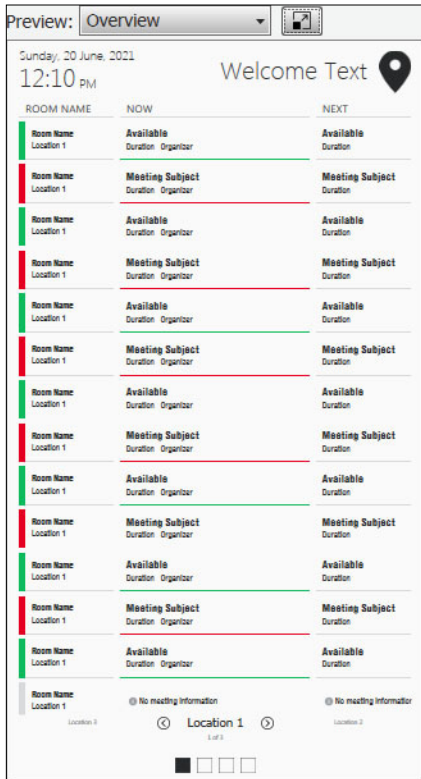 Preview: Overview
Sunday, 20 June, 2021
12:10 PM
Welcome Text
ROOM NAME NOW NEXT
Room Name Available Available
Location 1 Duration Organizer Duration
Room Name Meeting Subject Meeting Subject
Location 1 Duration Organizer Duration
Room Name Available Available
Location 1 Duration Organizer Duration
Room Name Meeting Subject Meeting Subject
Location 1 Duration Organizer Duration
Room Name Available Available
Location 1 Duration Organizer Duration
Room Name Meeting Subject Meeting Subject
Location 1 Duration Organizer Duration
Room Name Available Available
Location 1 Duration Organizer Duration
Room Name Meeting Subject Meeting Subject
Location 1 Duration Organizer Duration
Room Name Available Available
Location 1 Duration Organizer Duration
Room Name Meeting Subject Meeting Subject
Location 1 Duration Organizer Duration
Room Name Available Available
Location 1 Duration Organizer Duration
Room Name Meeting Subject Meeting Subject
Location 1 Duration Organizer Duration
Room Name Available Available
Location 1 Duration Organizer Duration
Room Name No meeting information No meeting informatior
Location 1
Location 3 Location 1 Location 2
1 of 3